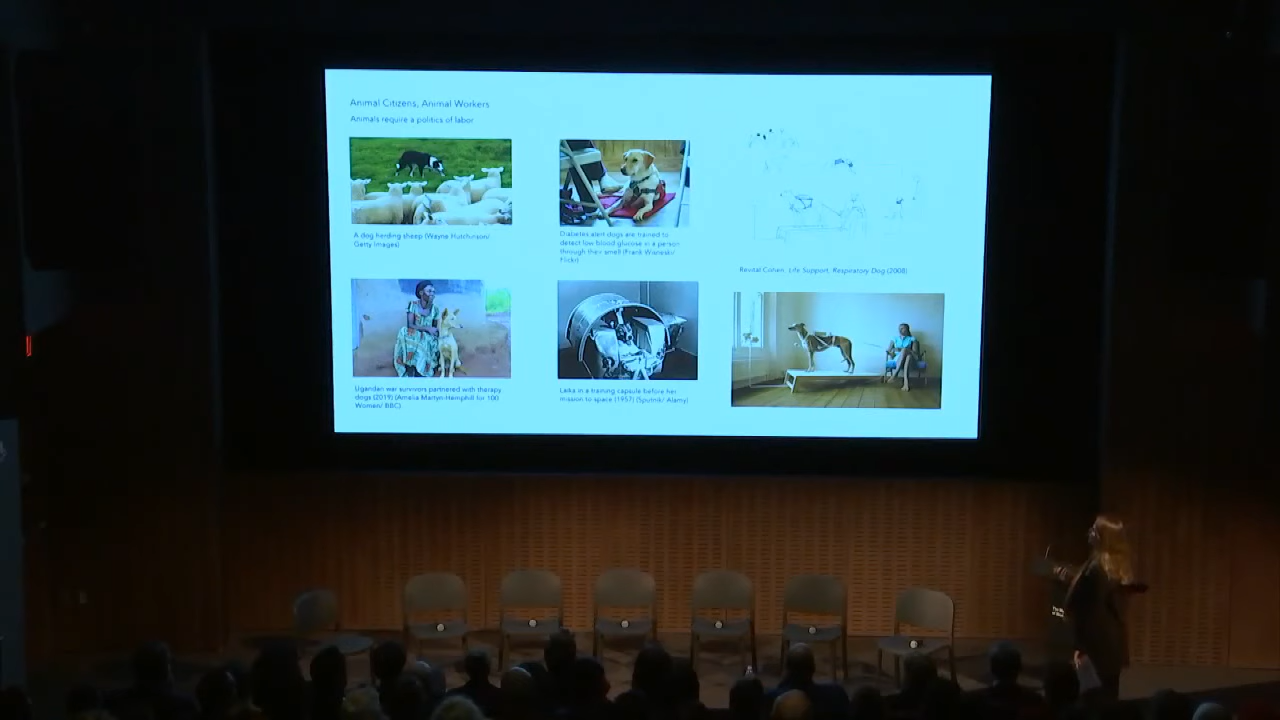 Animal Citizens, Animal Workers
Animals require a politics of labor
A dog herding sheep (Wayne Hutchinson/
Getty Images)
Diabetes alert dogs are trained to
detect low blood glucose in a person
through their smell (Frank Wisneski/
Flickr)
Revital Cohen, Life Support, Respiratory Dog (2008)
Ugandan war survivors partnered with therapy
dogs (2019) (Amelia Martyn-Hemphill for 100
Women/ BBC)
Laika in a training capsule before her
mission to space (1957) (Sputnik/ Alamy)